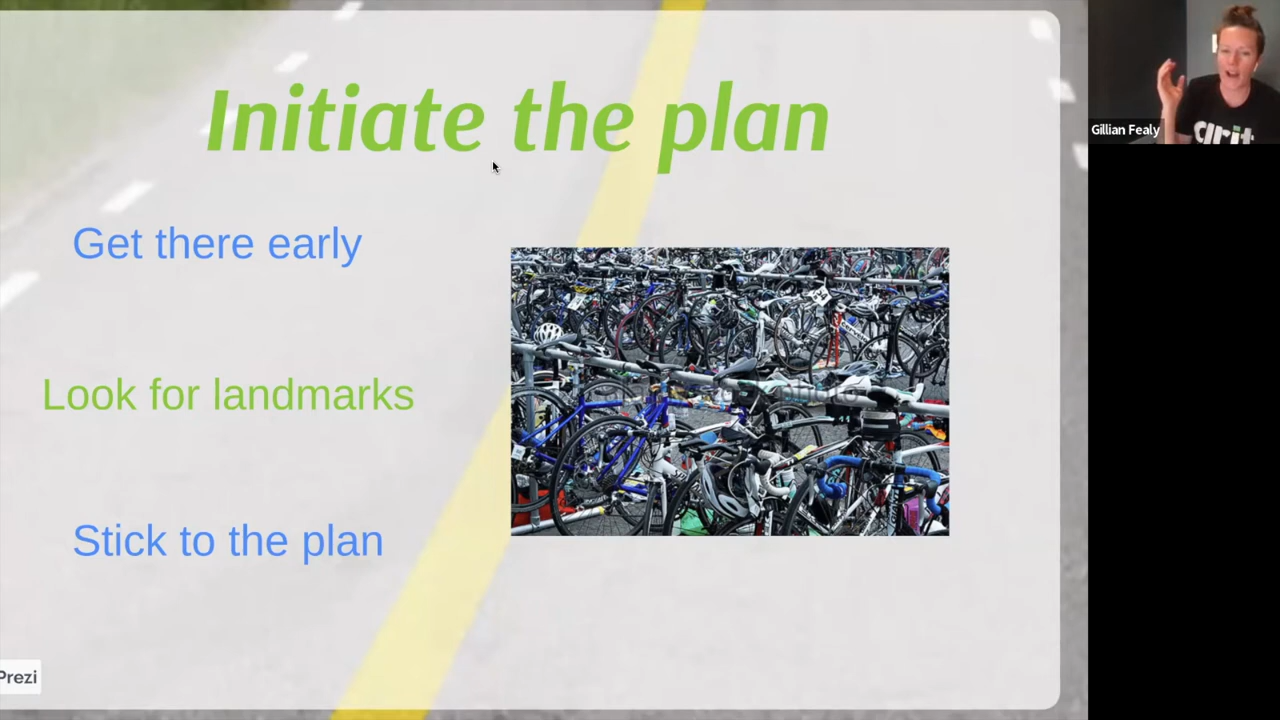 Initiate the plan
Get there early
Look for landmarks
Stick to the plan
Prezi
Gillian Fealy